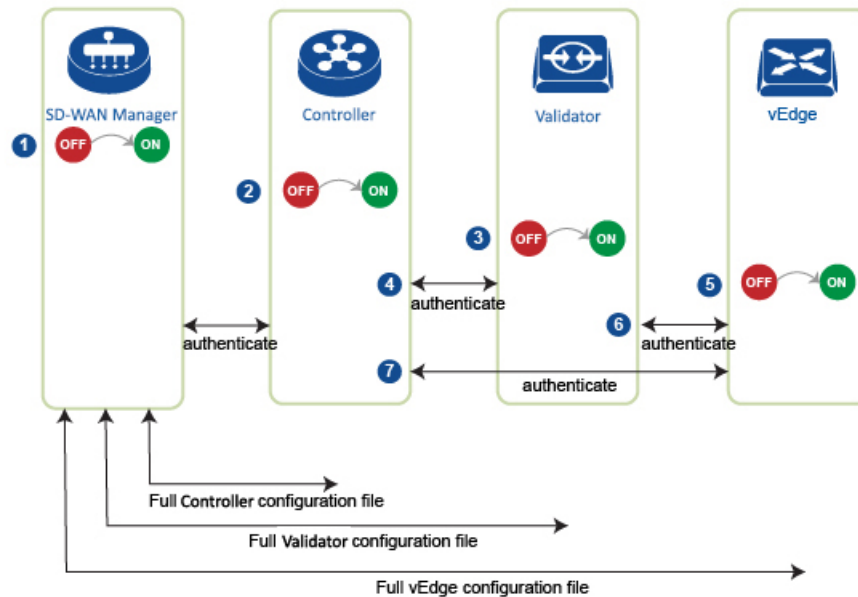 SD-WAN Manager
Controller
Validator
vEdge
1
OFF
ON
2
OFF
ON
3
OFF
ON
4
authenticate
5
OFF
ON
authenticate
6
authenticate
7
authenticate
Full Controller configuration file
Full Validator configuration file
Full vEdge configuration file